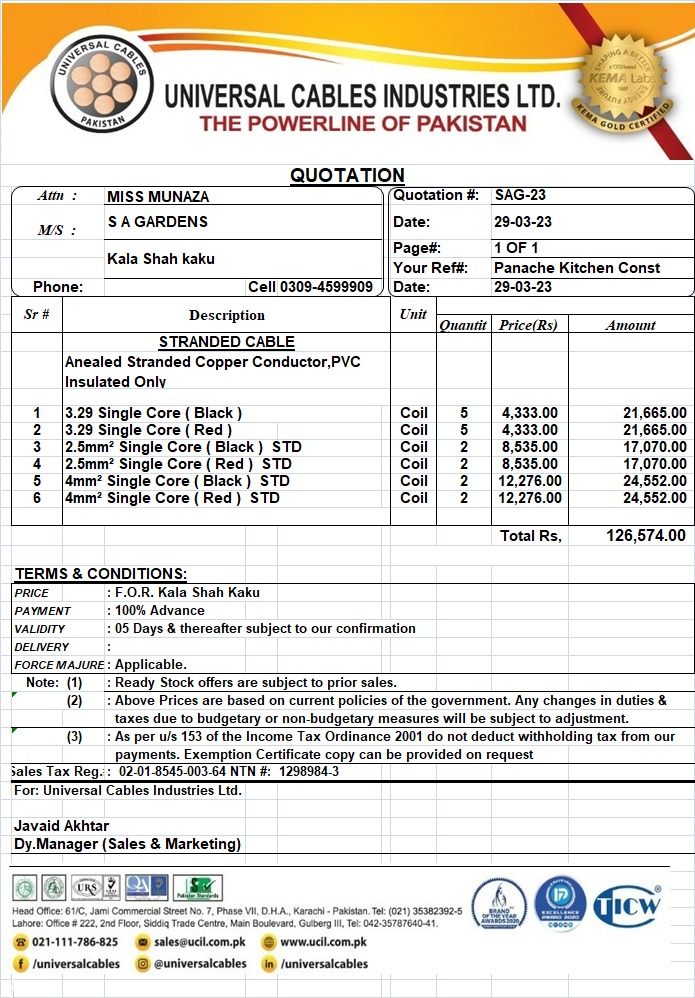 UNIVERSAL CABLES
PAKISTAN
UNIVERSAL CABLES INDUSTRIES LTD.
THE POWERLINE OF PAKISTAN
SHAPING A BETTER
KEMA Labs
1927
ENERGY FUTURE
KEMA GOLD CERTIFIED
QUOTATION
Attn : MISS MUNAZA
M/S : S A GARDENS
Kala Shah kaku
Phone: Cell 0309-4599909
Quotation #: SAG-23
Date: 29-03-23
Page#: 1 OF 1
Your Ref#: Panache Kitchen Const
Date: 29-03-23
Sr # Description Unit Quantit Price(Rs) Amount
STRANDED CABLE
Anealed Stranded Copper Conductor,PVC
Insulated Only
1 3.29 Single Core ( Black ) Coil 5 4,333.00 21,665.00
2 3.29 Single Core ( Red ) Coil 5 4,333.00 21,665.00
3 2.5mm² Single Core ( Black ) STD Coil 2 8,535.00 17,070.00
4 2.5mm² Single Core ( Red ) STD Coil 2 8,535.00 17,070.00
5 4mm² Single Core ( Black ) STD Coil 2 12,276.00 24,552.00
6 4mm² Single Core ( Red ) STD Coil 2 12,276.00 24,552.00
Total Rs, 126,574.00
TERMS & CONDITIONS:
PRICE : F.O.R. Kala Shah Kaku
PAYMENT : 100% Advance
VALIDITY : 05 Days & thereafter subject to our confirmation
DELIVERY :
FORCE MAJURE : Applicable.
Note: (1) : Ready Stock offers are subject to prior sales.
(2) : Above Prices are based on current policies of the government. Any changes in duties &
taxes due to budgetary or non-budgetary measures will be subject to adjustment.
(3) : As per u/s 153 of the Income Tax Ordinance 2001 do not deduct withholding tax from our
payments. Exemption Certificate copy can be provided on request
Sales Tax Reg.: 02-01-8545-003-64 NTN #: 1298984-3
For: Universal Cables Industries Ltd.
Javaid Akhtar
Dy.Manager (Sales & Marketing)
URS
QA
Pakistan Standards
BRAND OF THE YEAR
AWARDS 2020
EXCELLENCE
AWARD 2020
TICW
Head Office: 61/C, Jami Commercial Street No. 7, Phase VII, D.H.A., Karachi - Pakistan. Tel: (021) 35382392-5
Lahore: Office # 222, 2nd Floor, Siddiq Trade Centre, Main Boulevard, Gulberg III, Tel: 042-35787640-41.
021-111-786-825 sales@ucil.com.pk www.ucil.com.pk
/universalcables @universalcables /universalcables